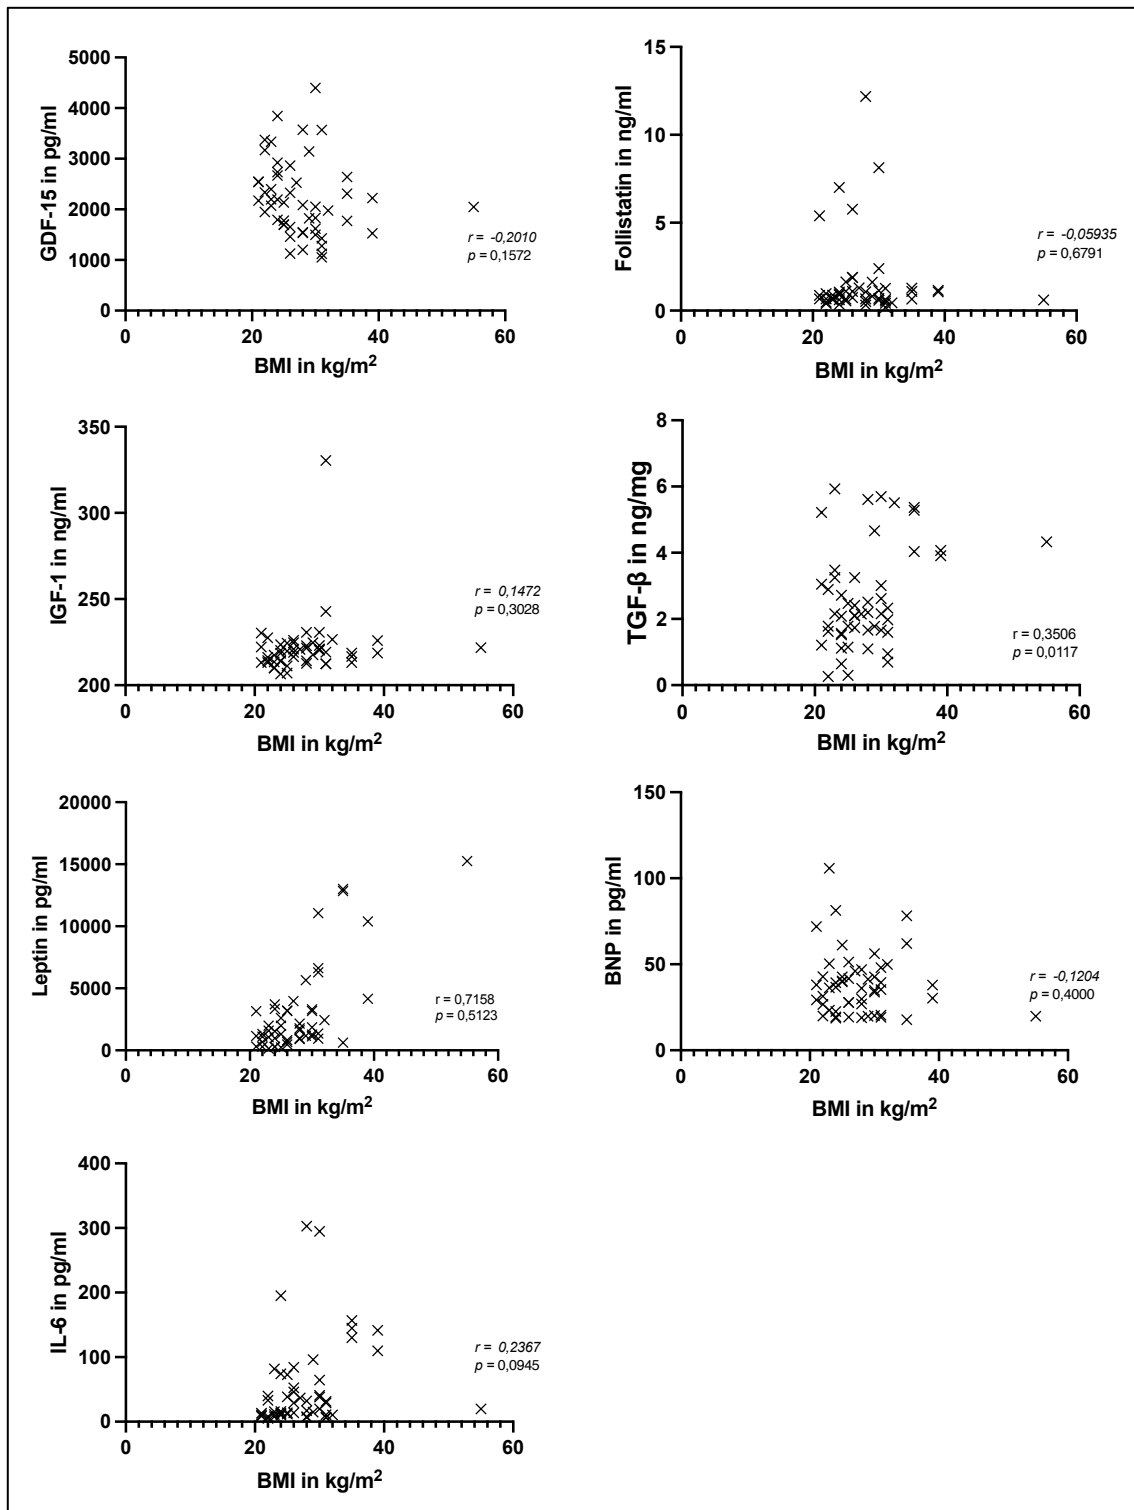 5000
4000
3000
2000
1000
0
GDF-15 in pg/ml
r = -0,2010
p = 0,1572
0 20 40 60
BMI in kg/m²
15
10
5
0
Follistatin in ng/ml
r = -0,05935
p = 0,6791
0 20 40 60
BMI in kg/m²
350
300
250
200
IGF-1 in ng/ml
r = 0,1472
p = 0,3028
0 20 40 60
BMI in kg/m²
8
6
4
2
0
TGF-β in ng/mg
r = 0,3506
p = 0,0117
0 20 40 60
BMI in kg/m²
20000
15000
10000
5000
0
Leptin in pg/ml
r = 0,7158
p = 0,5123
0 20 40 60
BMI in kg/m²
150
100
50
0
BNP in pg/ml
r = -0,1204
p = 0,4000
0 20 40 60
BMI in kg/m²
400
300
200
100
0
IL-6 in pg/ml
r = 0,2367
p = 0,0945
0 20 40 60
BMI in kg/m²